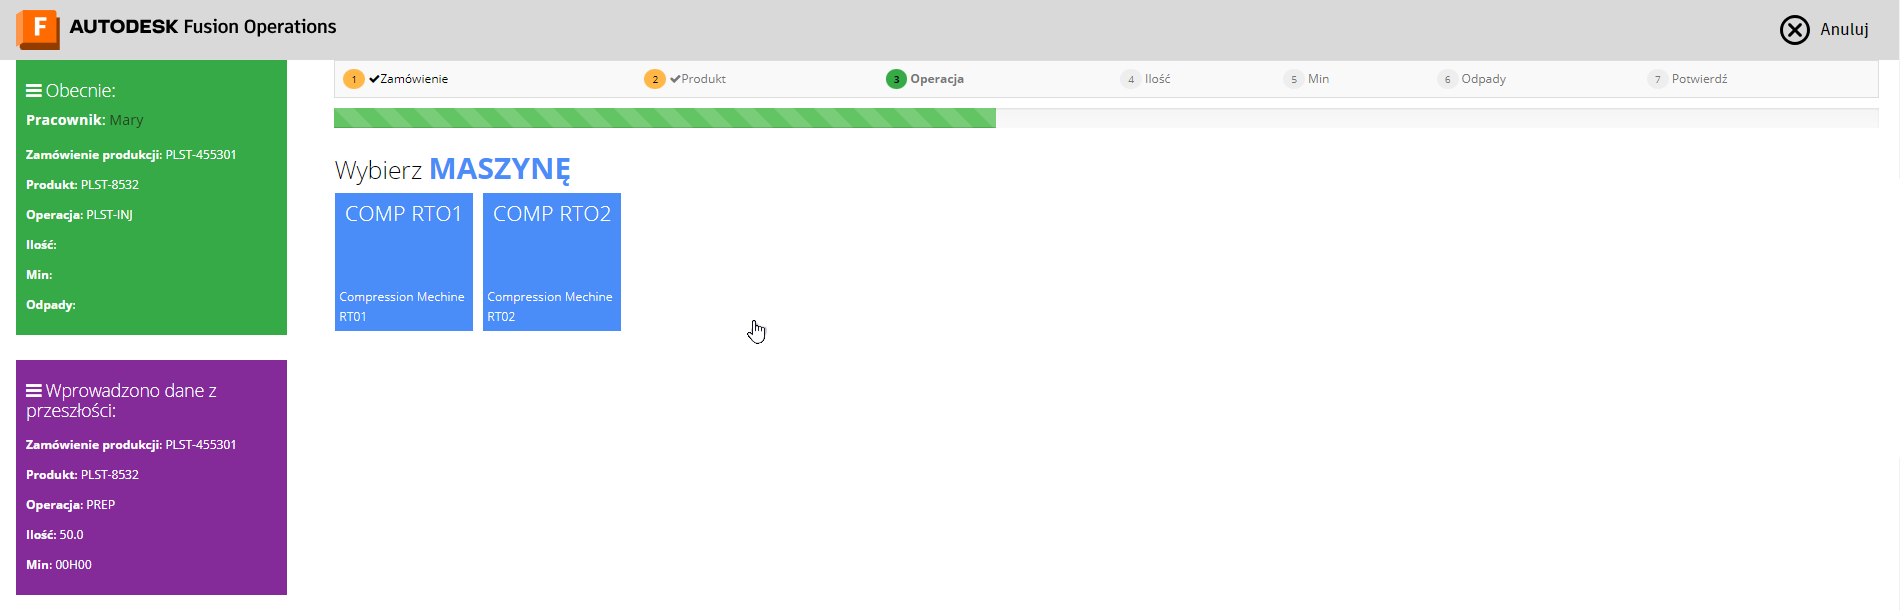 F AUTODESK Fusion Operations
Anuluj
1 Zamówienie
2 Produkt
3 Operacja
4 Ilość
5 Min
6 Odpady
7 Potwierdź
Obecnie:
Pracownik: Mary
Zamówienie produkcji: PLST-455301
Produkt: PLST-8532
Operacja: PLST-INJ
Ilość:
Min:
Odpady:
Wybierz MASZYNĘ
COMP RTO1
Compression Mechine
RT01
COMP RTO2
Compression Mechine
RT02
Wprowadzono dane z
przeszłości:
Zamówienie produkcji: PLST-455301
Produkt: PLST-8532
Operacja: PREP
Ilość: 50.0
Min: 00H00